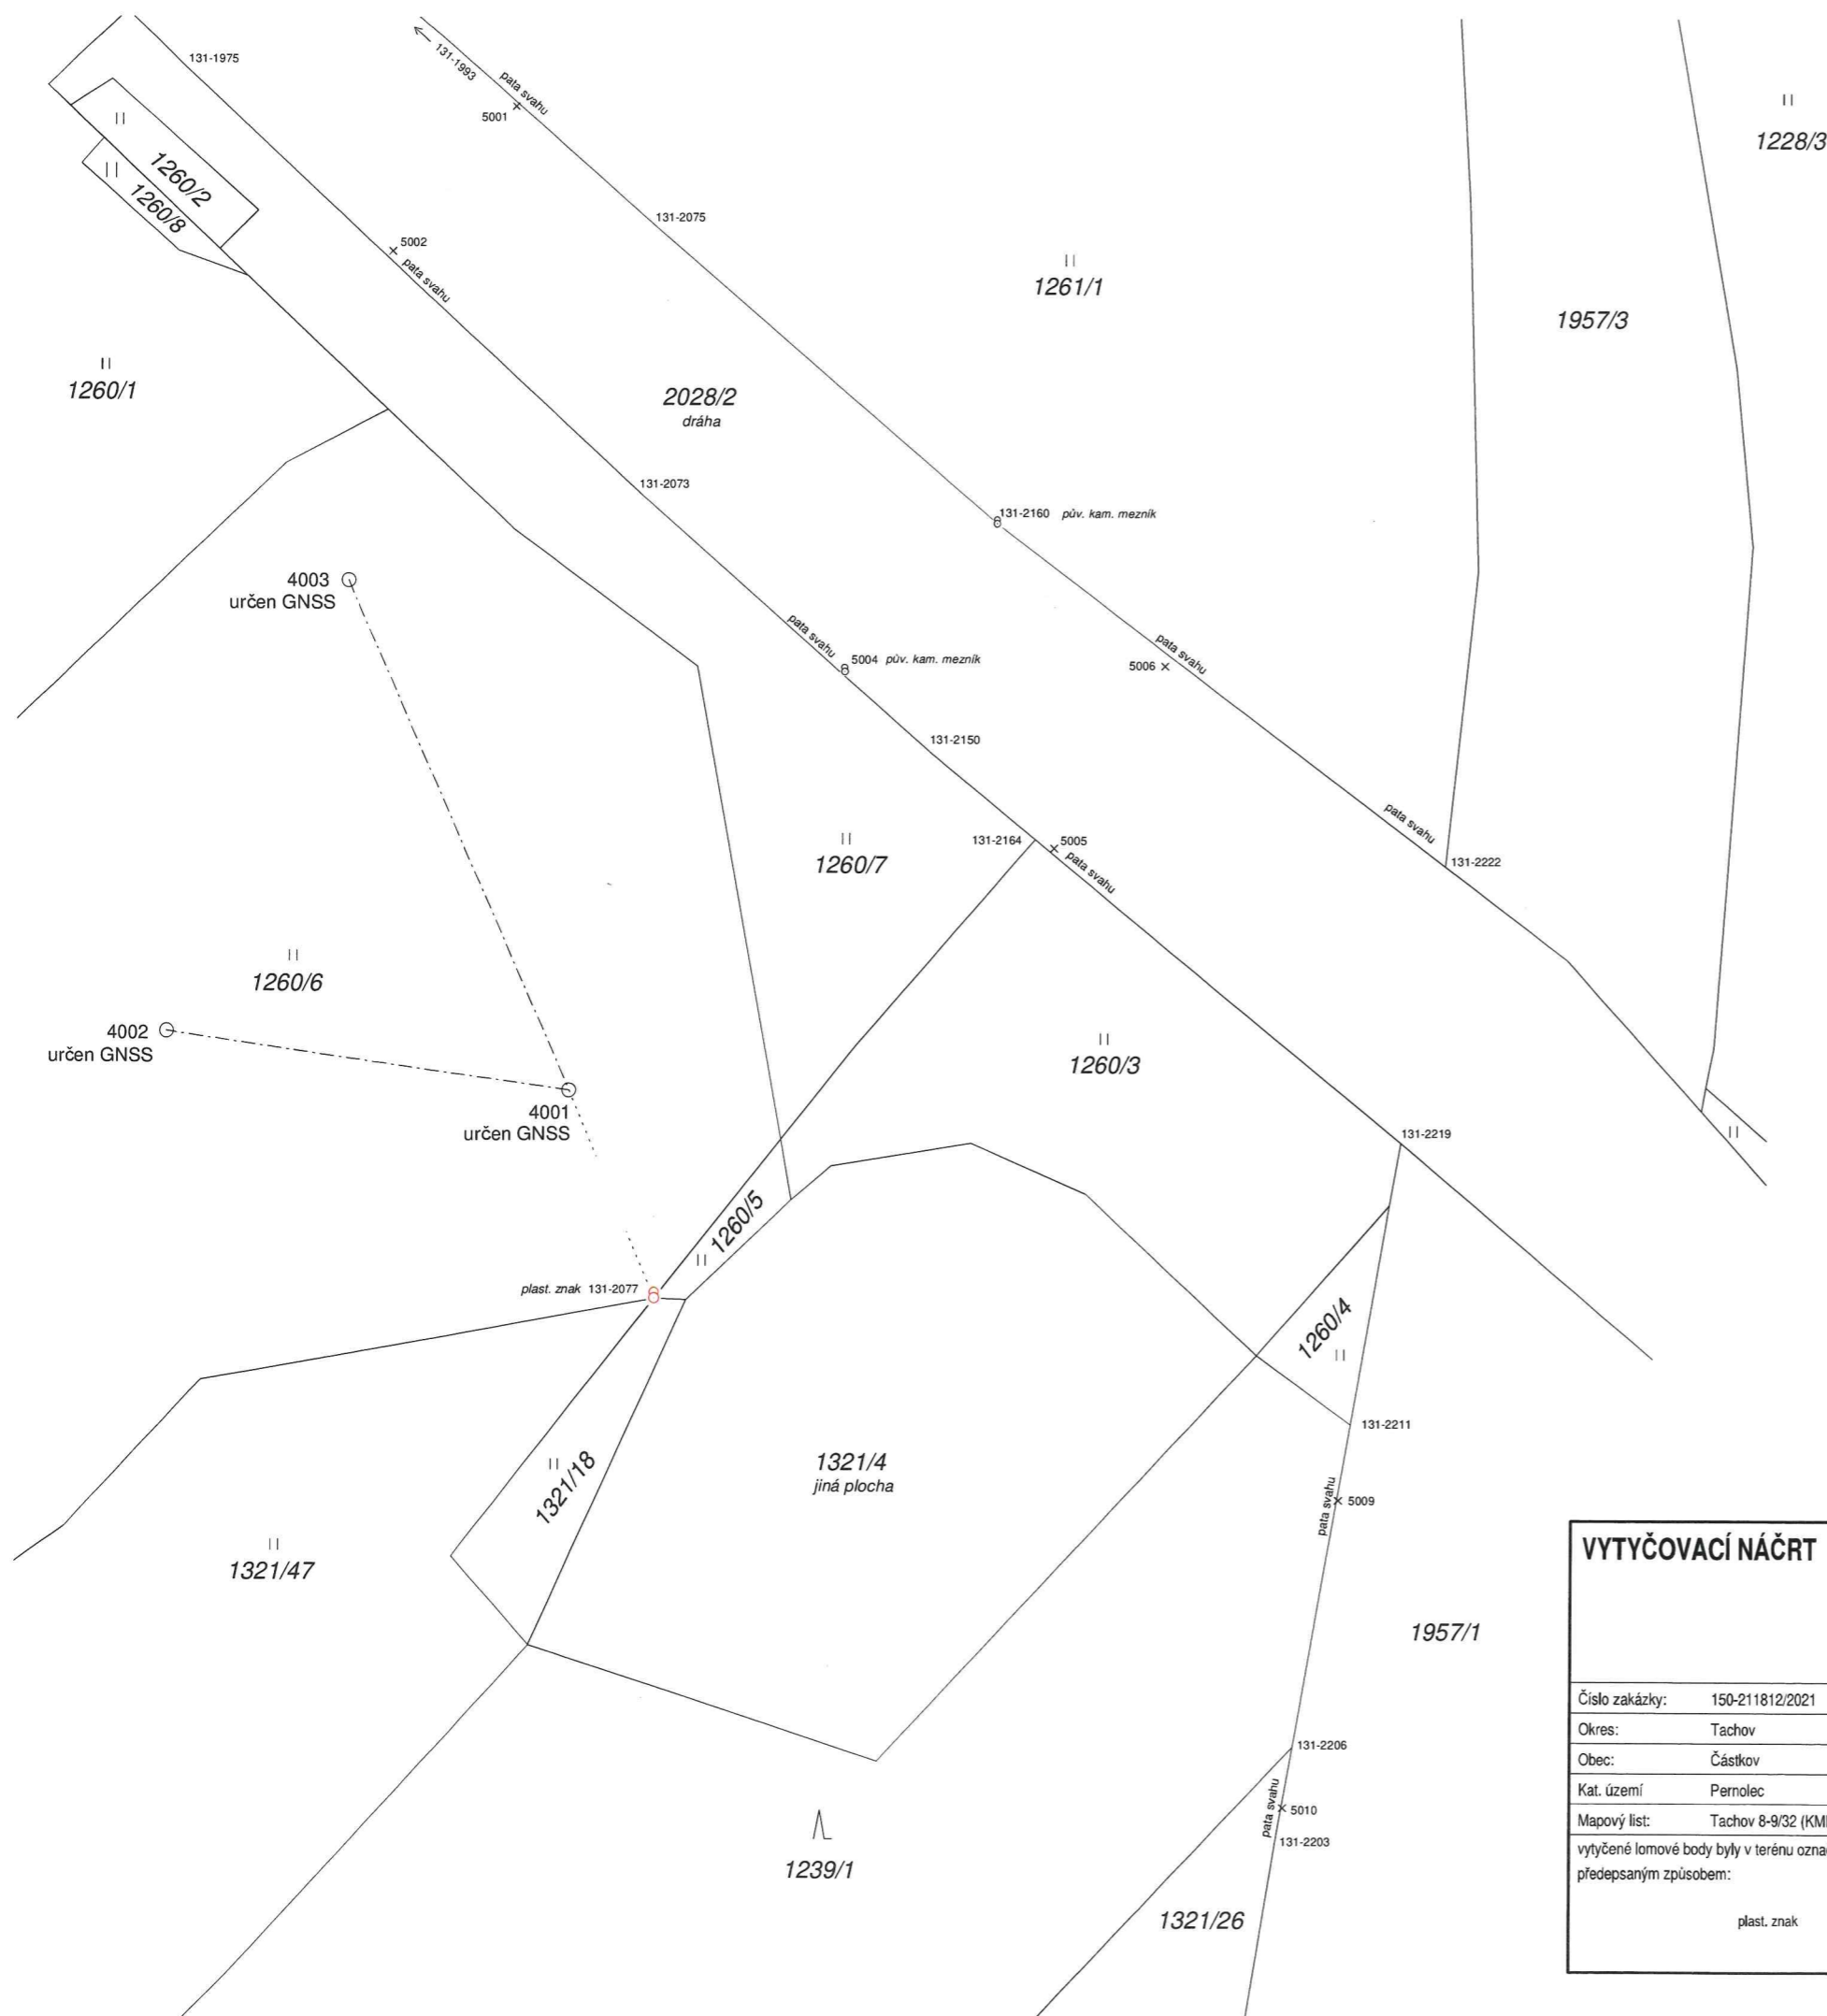 131-1975
131-1993
pata svahu
5001
1228/3
1260/2
1260/8
131-2075
5002
pata svahu
1261/1
1957/3
1260/1
2028/2
dráha
131-2073
131-2160 pův. kam. mezník
4003
určen GNSS
pata svahu
5004 pův. kam. mezník
pata svahu
5006
131-2150
pata svahu
131-2164
5005
pata svahu
131-2222
1260/7
1260/6
4002
určen GNSS
1260/3
4001
určen GNSS
131-2219
1260/5
plast. znak 131-2077
1260/4
131-2211
1321/4
jiná plocha
1321/18
pata svahu
5009
1321/47
1957/1
131-2206
pata svahu
5010
131-2203
1239/1
1321/26
VYTYČOVACÍ NÁČRT
Číslo zakázky: 150-211812/2021
Okres: Tachov
Obec: Částkov
Kat. území Pernolec
Mapový list: Tachov 8-9/32 (KM
vytyčené lomové body byly v terénu ozna
předepsaným způsobem:
plast. znak